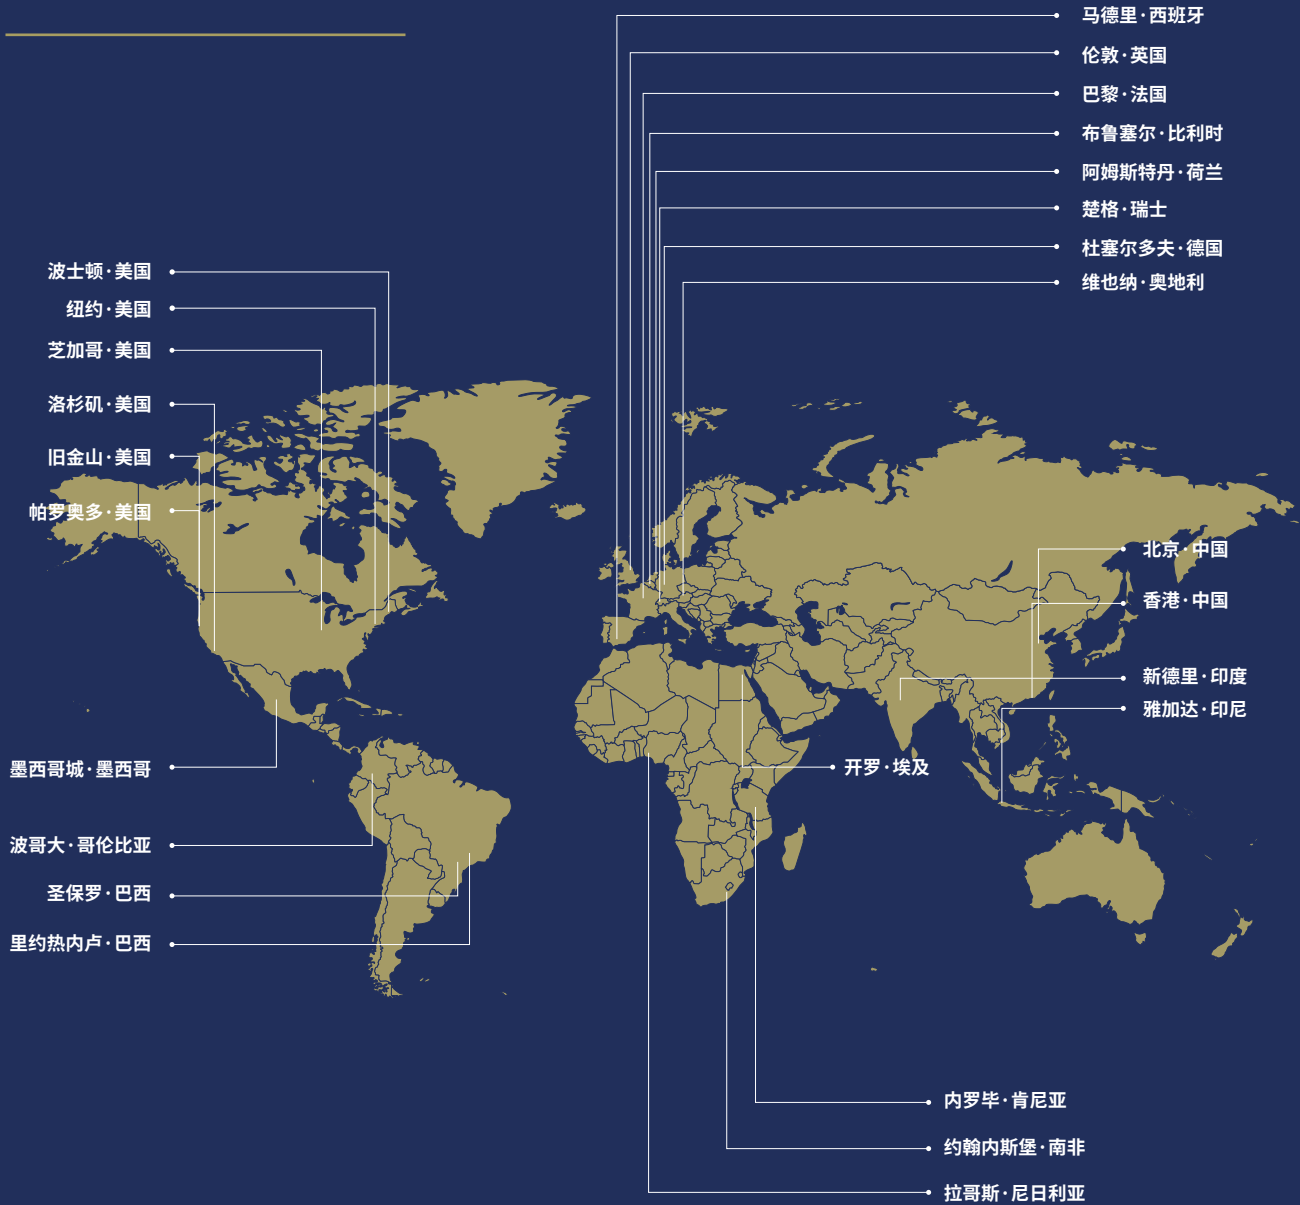 马德里·西班牙
伦敦·英国
巴黎·法国
布鲁塞尔·比利时
阿姆斯特丹·荷兰
楚格·瑞士
杜塞尔多夫·德国
维也纳·奥地利
波士顿·美国
纽约·美国
芝加哥·美国
洛杉矶·美国
旧金山·美国
帕罗奥多·美国
北京·中国
香港·中国
新德里·印度
雅加达·印尼
墨西哥城·墨西哥
开罗·埃及
波哥大·哥伦比亚
圣保罗·巴西
里约热内卢·巴西
内罗毕·肯尼亚
约翰内斯堡·南非
拉哥斯·尼日利亚